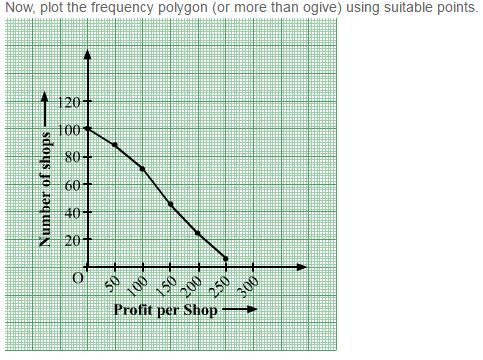 Now, plot the frequency polygon (or more than ogive) using suitable points.
120
100
80
60
40
20
Number of shops
O
50 100 150 200 250 300
Profit per Shop